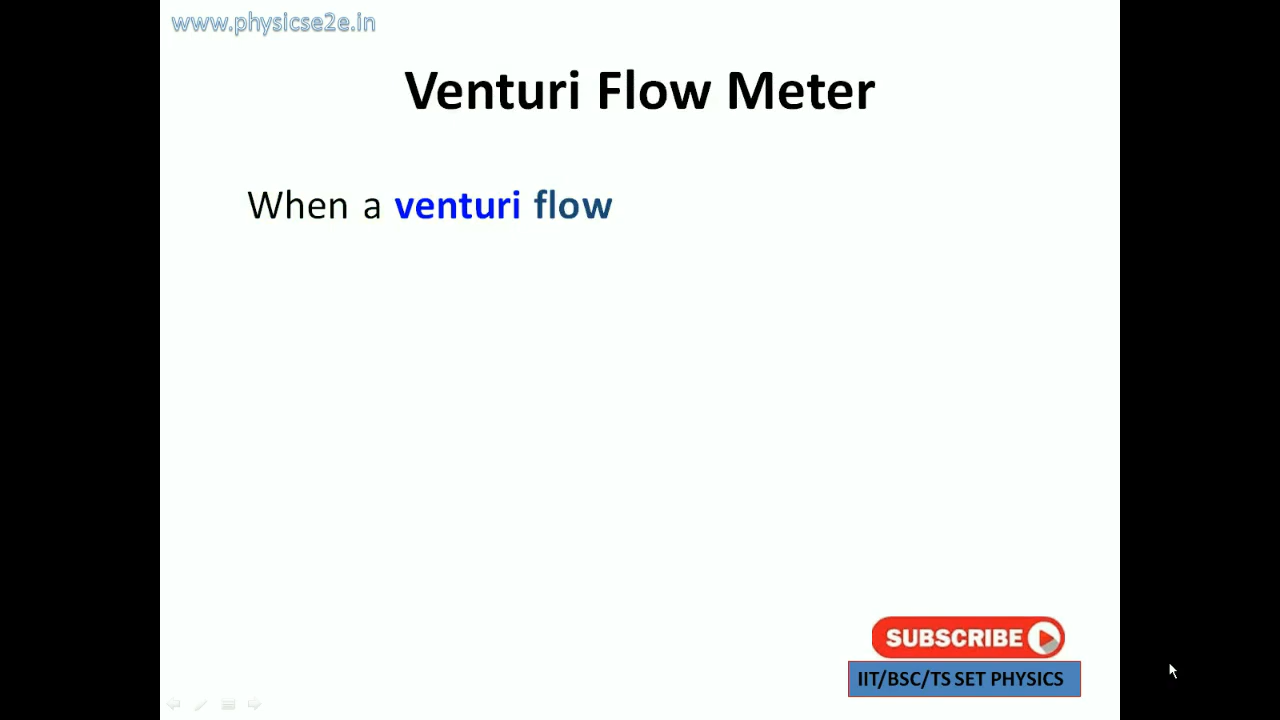 www.physicse2e.in
Venturi Flow Meter
When a venturi flow
SUBSCRIBE
IIT/BSC/TS SET PHYSICS